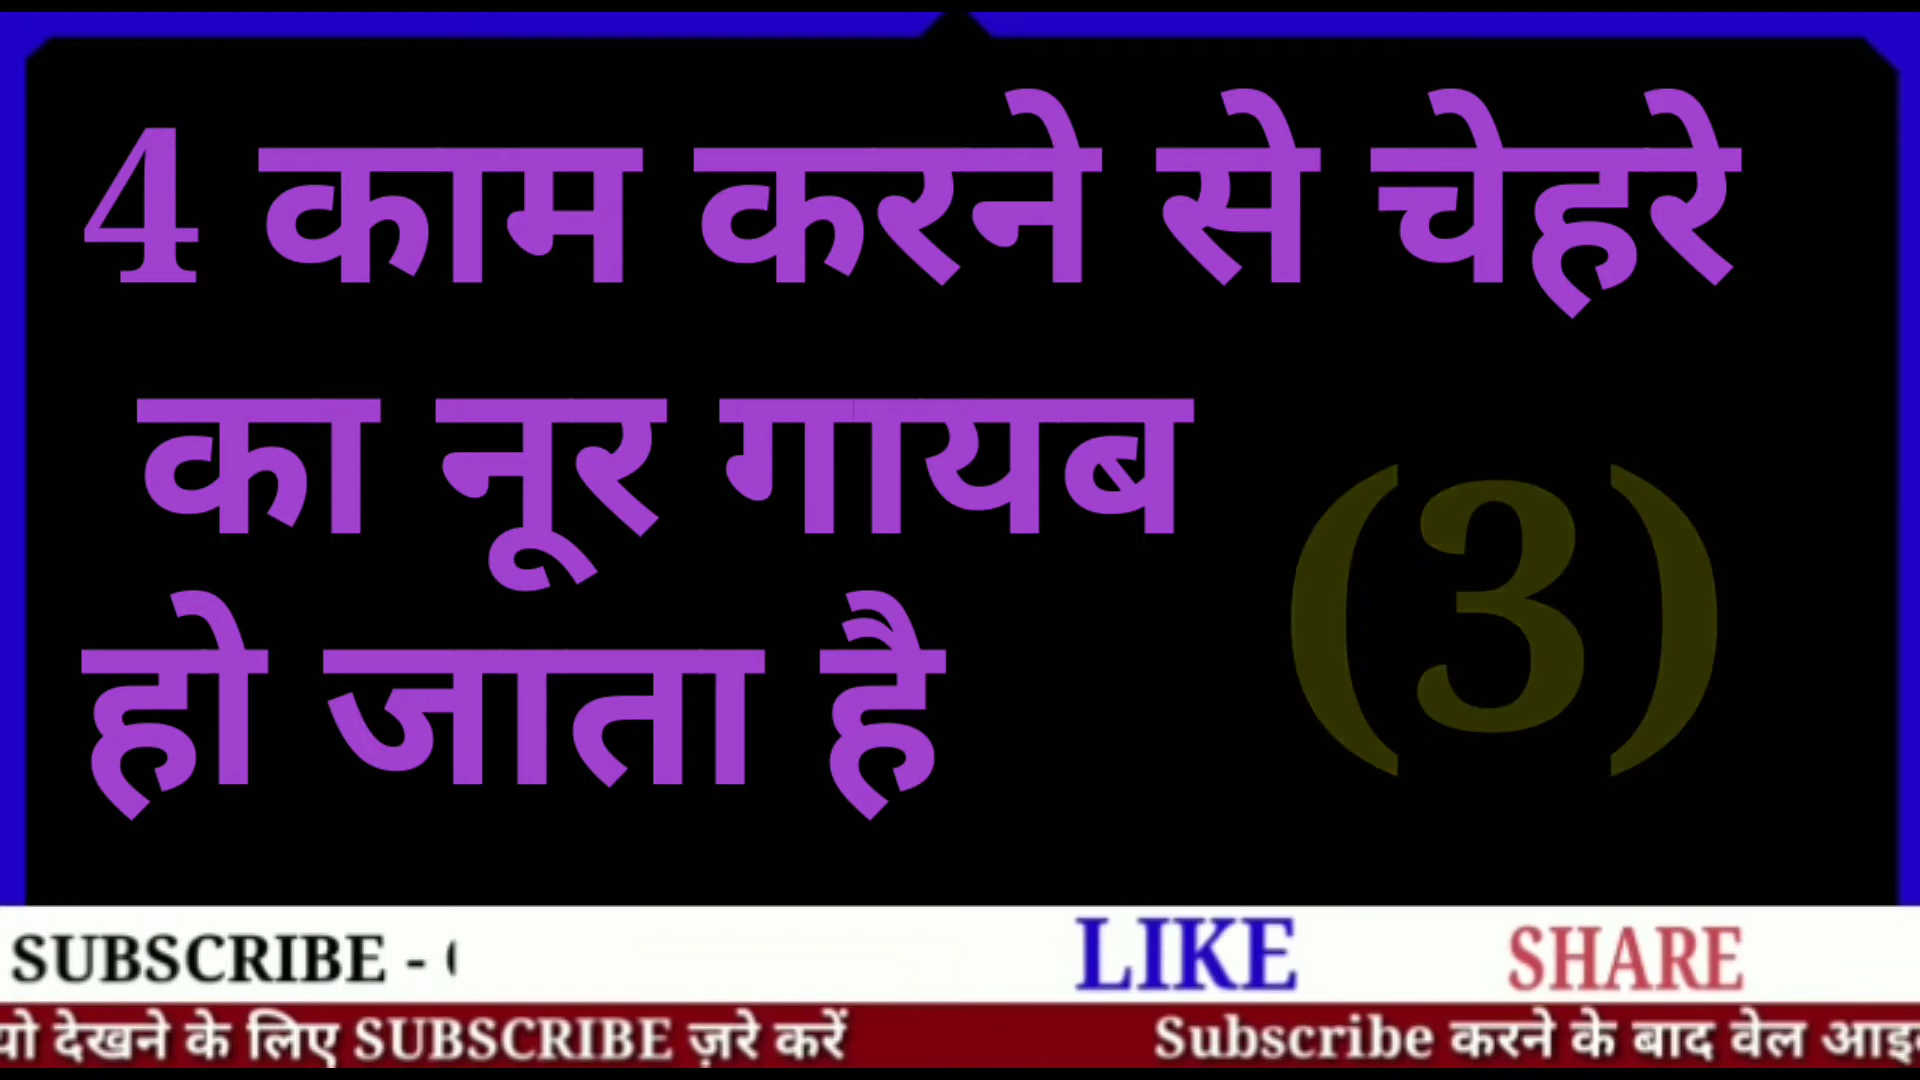 4 काम करने से चेहरे
का नूर गायब
हो जाता है
(3)
SUBSCRIBE -
LIKE
SHARE
देखने के लिए SUBSCRIBE ज़रे करें
Subscribe करने के बाद वेल